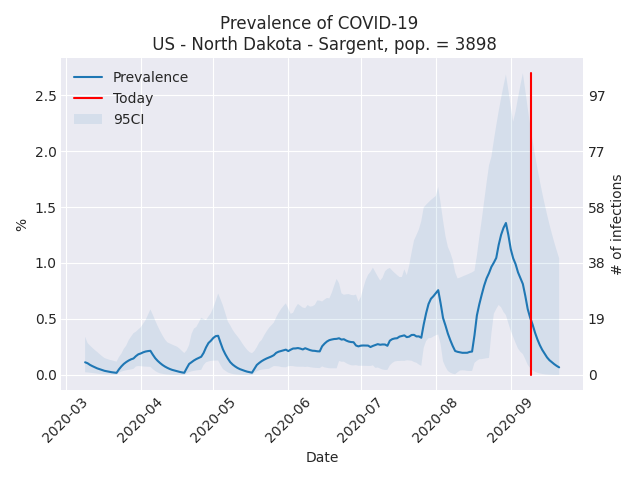 Prevalence of COVID-19
US - North Dakota - Sargent, pop. = 3898
Prevalence
Today
95CI
2.5
2.0
1.5
1.0
0.5
0.0
%
97
77
58
38
19
0
# of infections
2020-03
2020-04
2020-05
2020-06
2020-07
2020-08
2020-09
Date